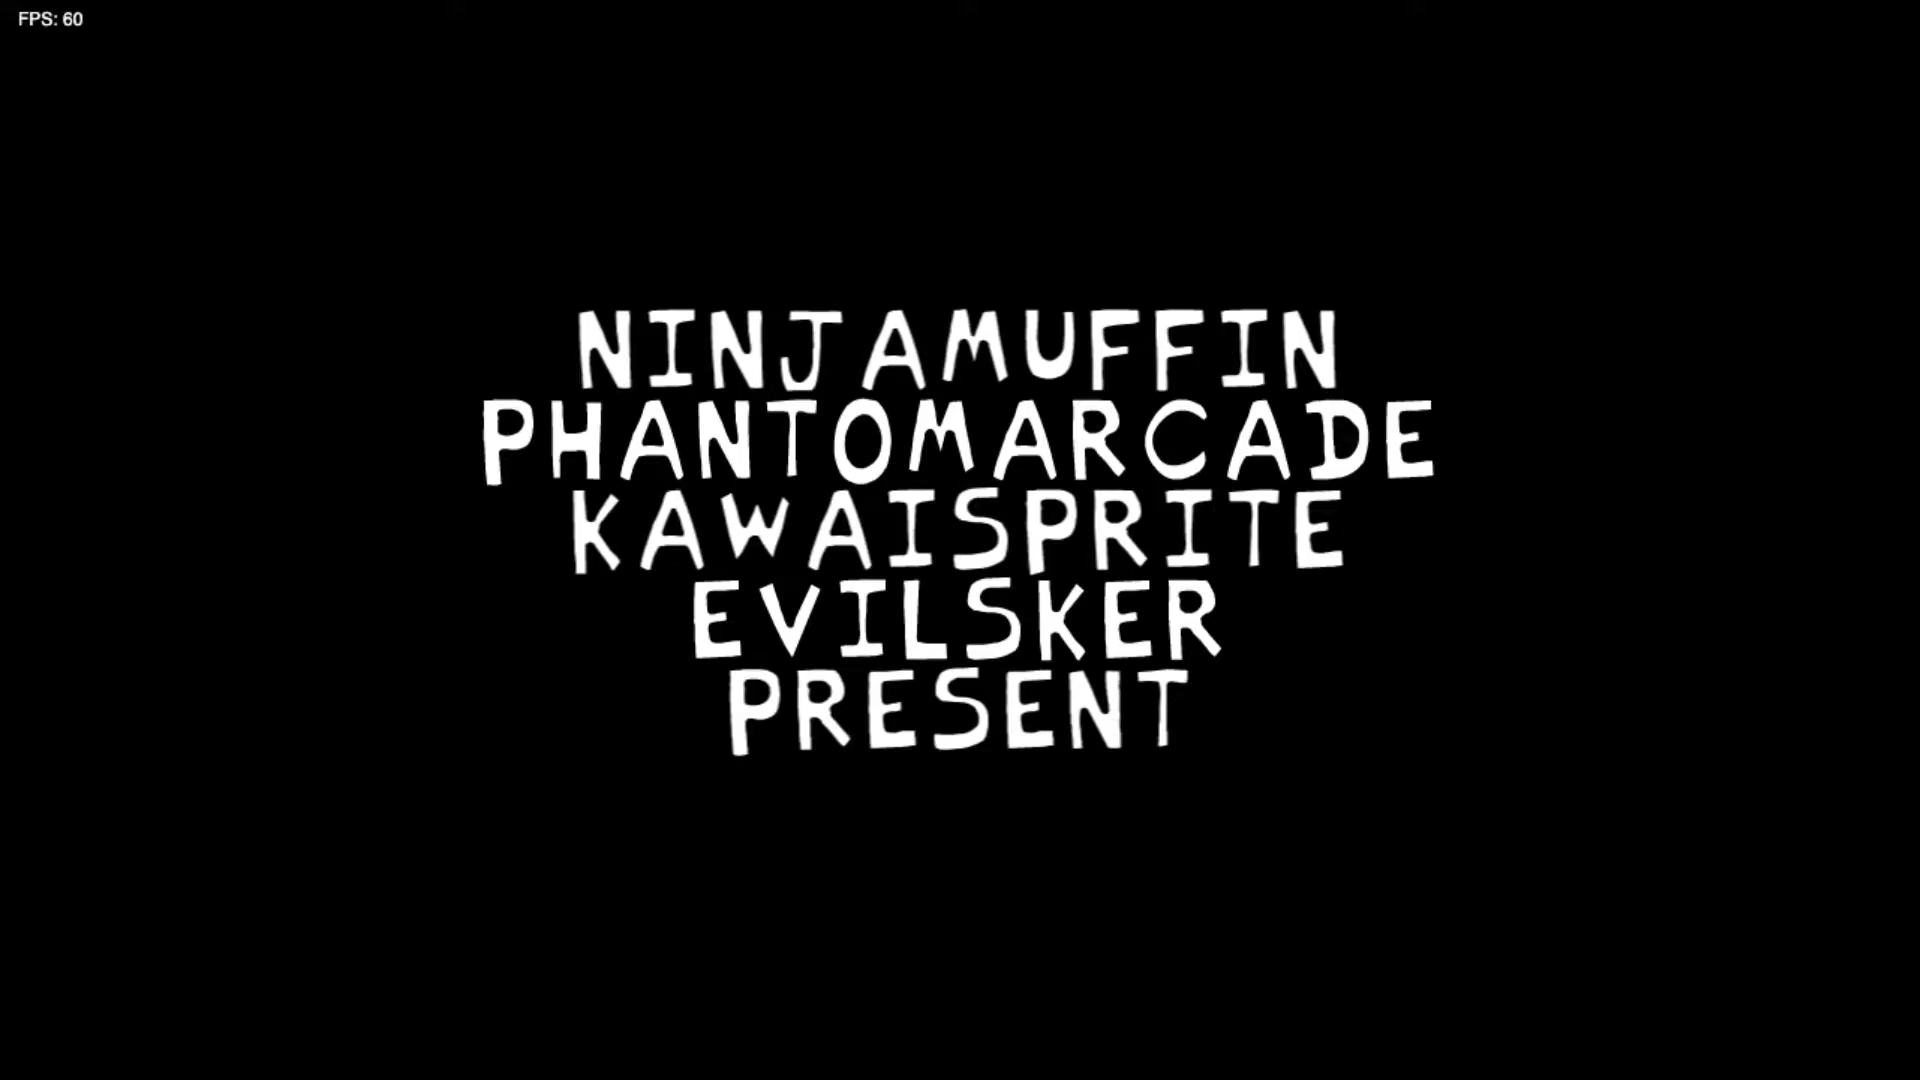 FPS: 60
NINJAMUFFIN
PHANTOMARCADE
KAWAISPRITE
EVILSKER
PRESENT